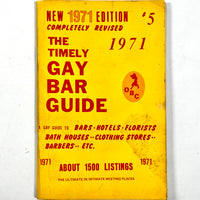 NEW 1971 EDITION #5
COMPLETELY REVISED
THE 1971
TIMELY
GAY
BAR
GUIDE
OBC
A GAY GUIDE TO BARS - HOTELS - FLORISTS
BATH HOUSES -- CLOTHING STORES --
BARBERS -- ETC.
1971 1971
ABOUT 1500 LISTINGS
THE ULTIMATE IN INTIMATE MEETING PLACES